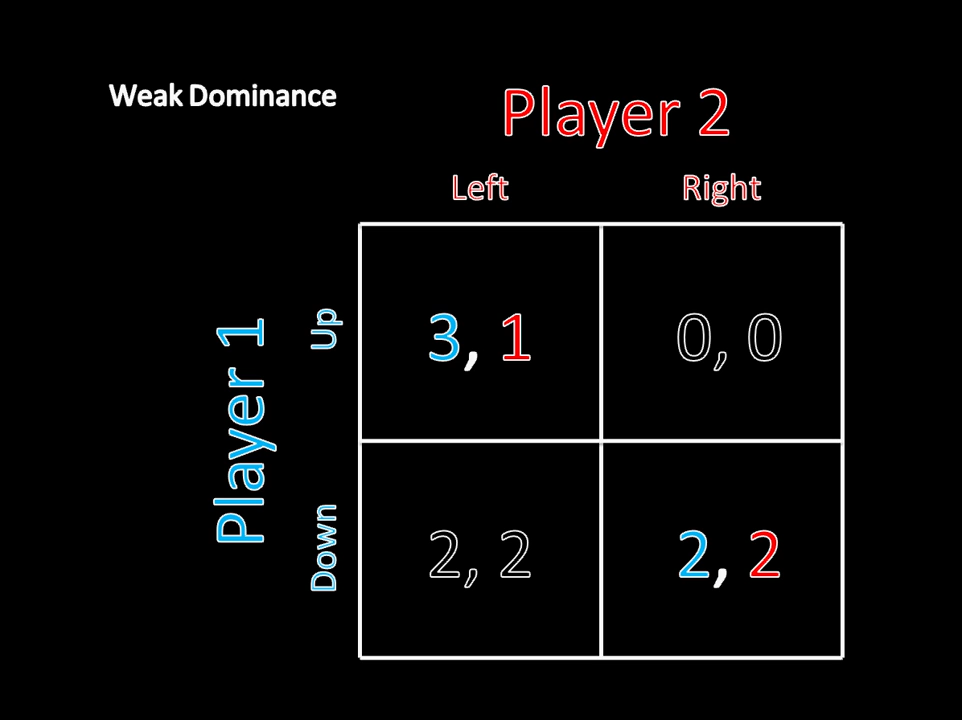 Weak Dominance
Player 2
Left Right
Player 1
Up
3, 1 0, 0
Down
2, 2 2, 2